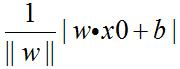 1/‖w‖ | w•x0 + b |